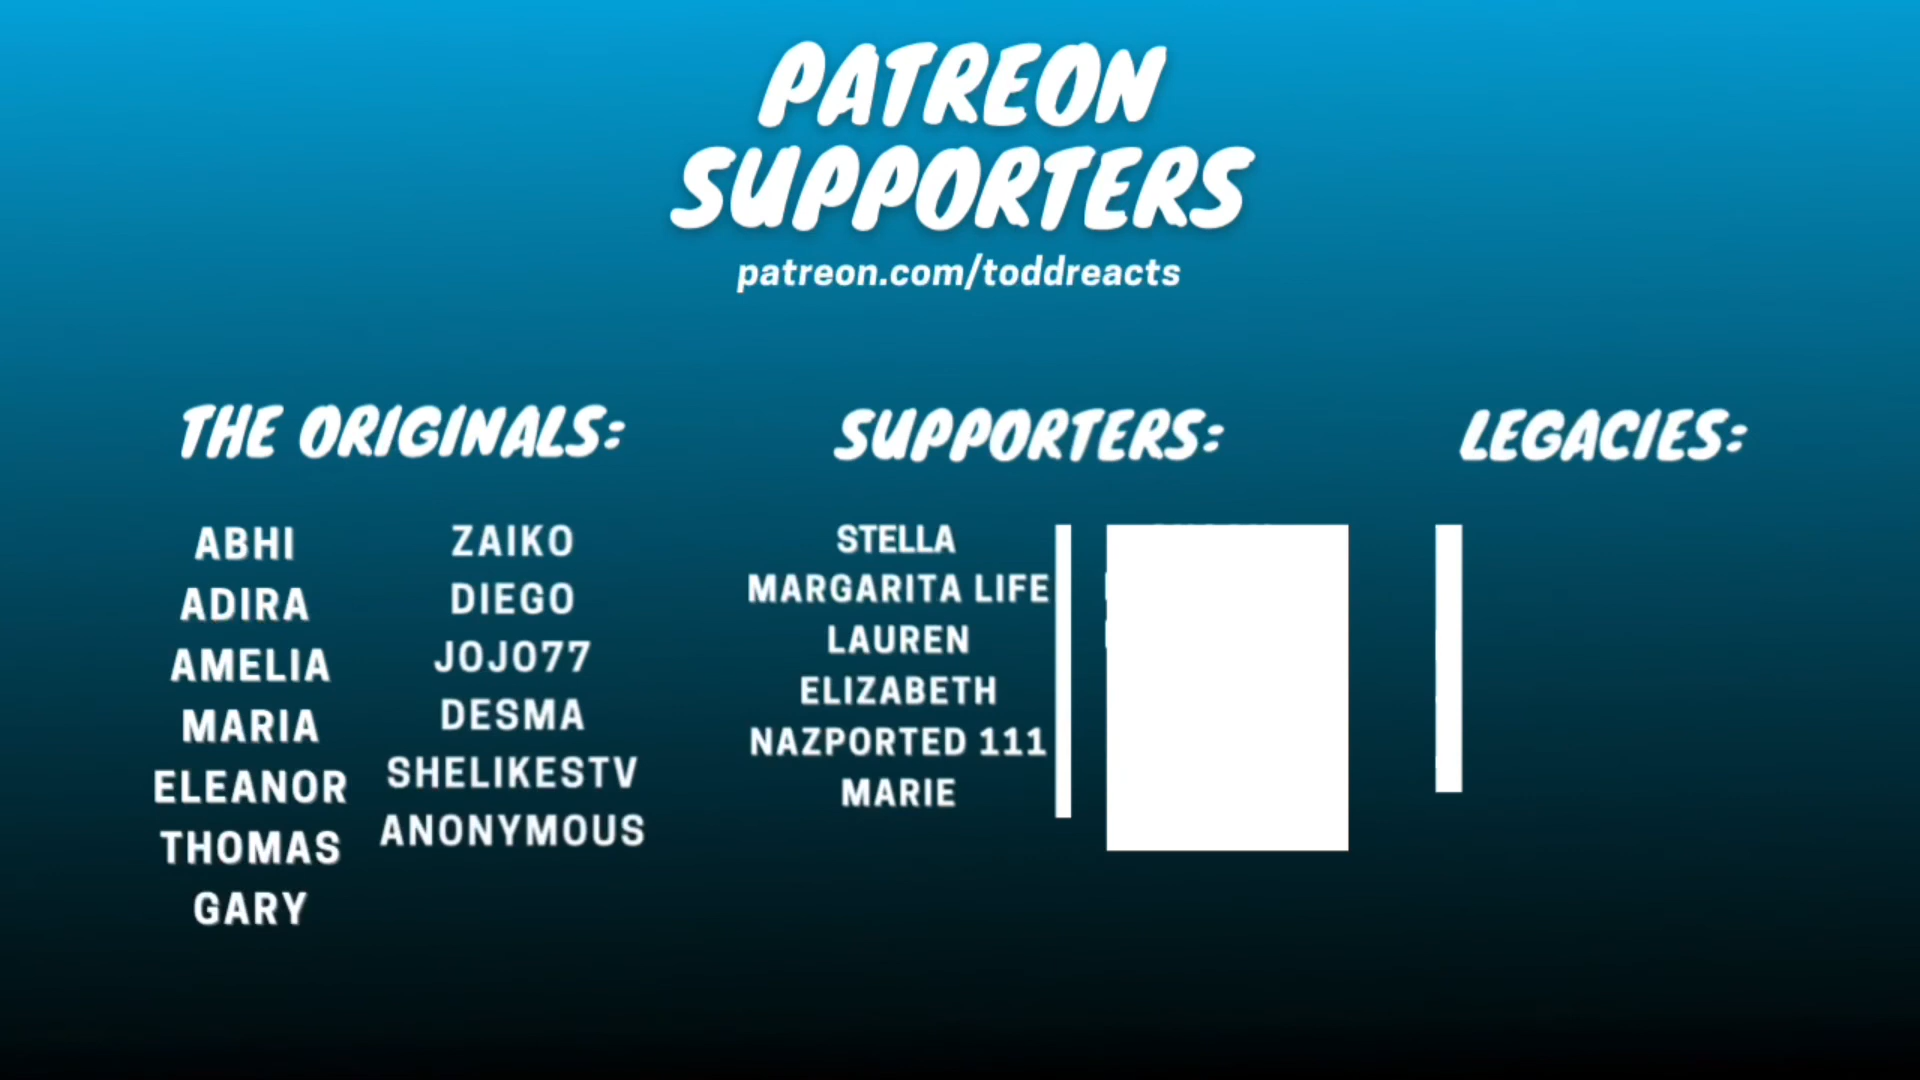 PATREON
SUPPORTERS
patreon.com/toddreacts
THE ORIGINALS:
ABHI
ADIRA
AMELIA
MARIA
ELEANOR
THOMAS
GARY
ZAIKO
DIEGO
JOJO77
DESMA
SHELIKESTV
ANONYMOUS
SUPPORTERS:
STELLA
MARGARITA LIFE
LAUREN
ELIZABETH
NAZPORTED 111
MARIE
LEGACIES: